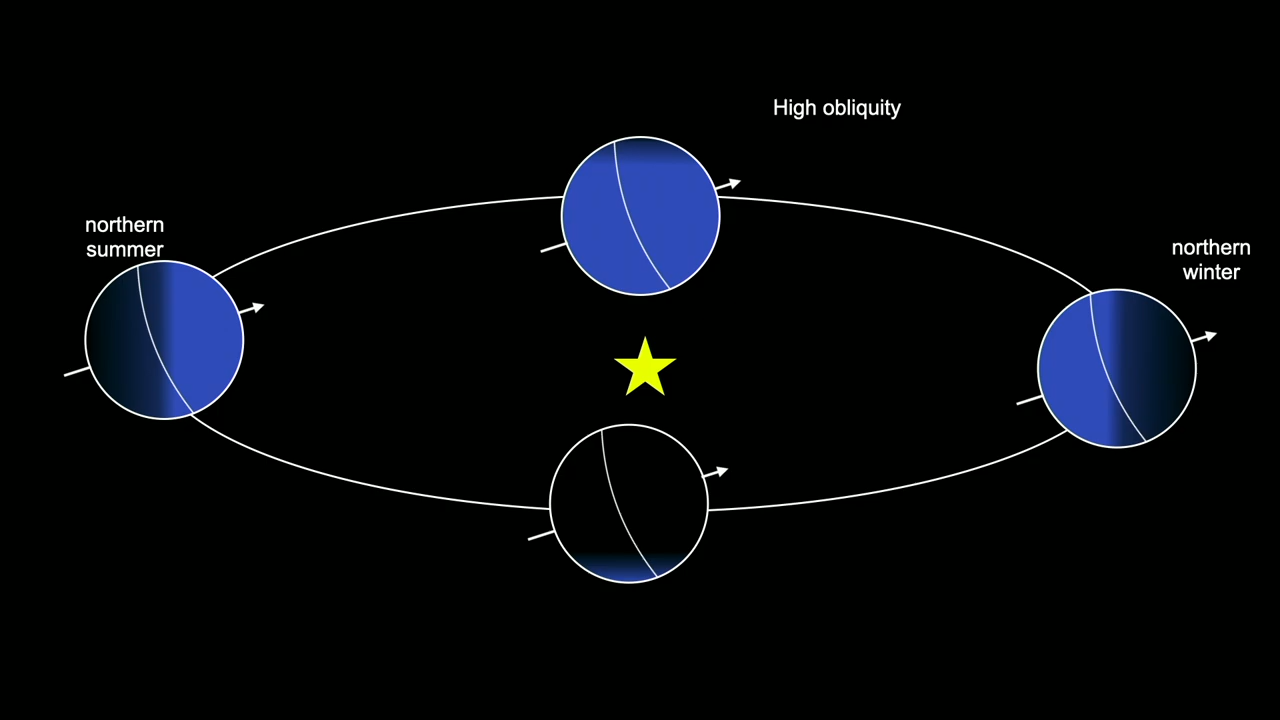 High obliquity
northern
summer
northern
winter